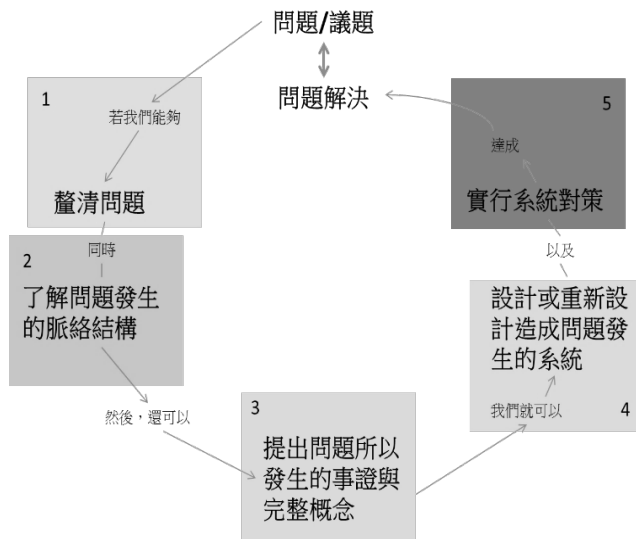 問題/議題
問題解決
1
若我們能夠
釐清問題
同時
2
了解問題發生
的脈絡結構
然後，還可以
3
提出問題所以
發生的事證與
完整概念
我們就可以
4
設計或重新設
計造成問題發
生的系統
以及
5
實行系統對策
達成